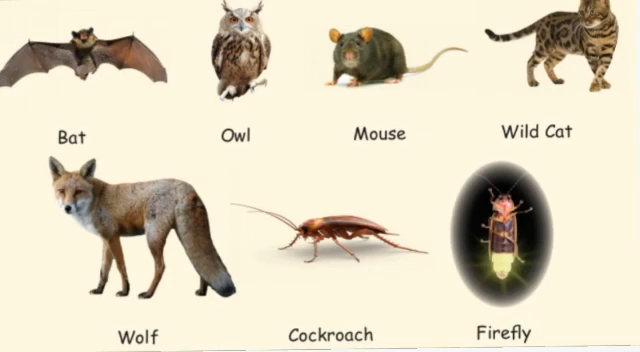 Bat
Owl
Mouse
Wild Cat
Wolf
Cockroach
Firefly